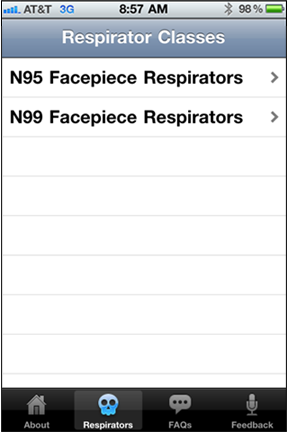 AT&T 3G 8:57 AM 98%
Respirator Classes
N95 Facepiece Respirators
N99 Facepiece Respirators
About Respirators FAQs Feedback